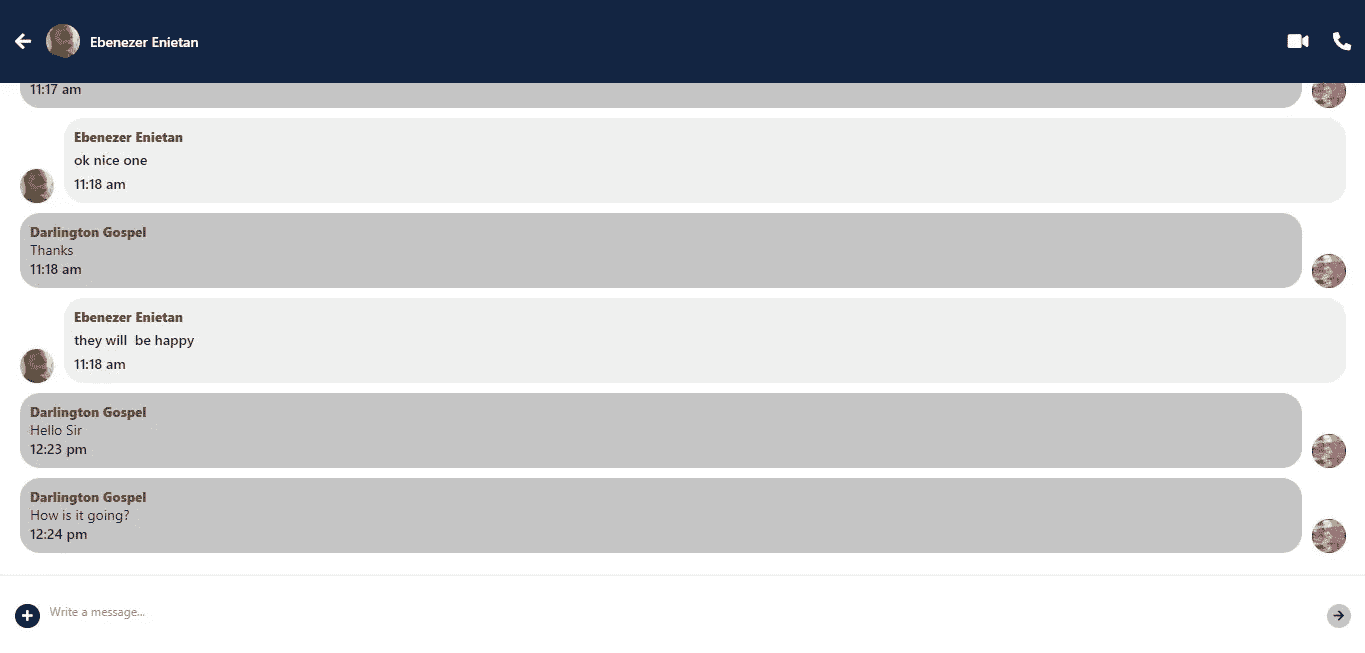 Ebenezer Enietan
11:17 am
Ebenezer Enietan
ok nice one
11:18 am
Darlington Gospel
Thanks
11:18 am
Ebenezer Enietan
they will  be happy
11:18 am
Darlington Gospel
Hello Sir
12:23 pm
Darlington Gospel
How is it going?
12:24 pm
Write a message...